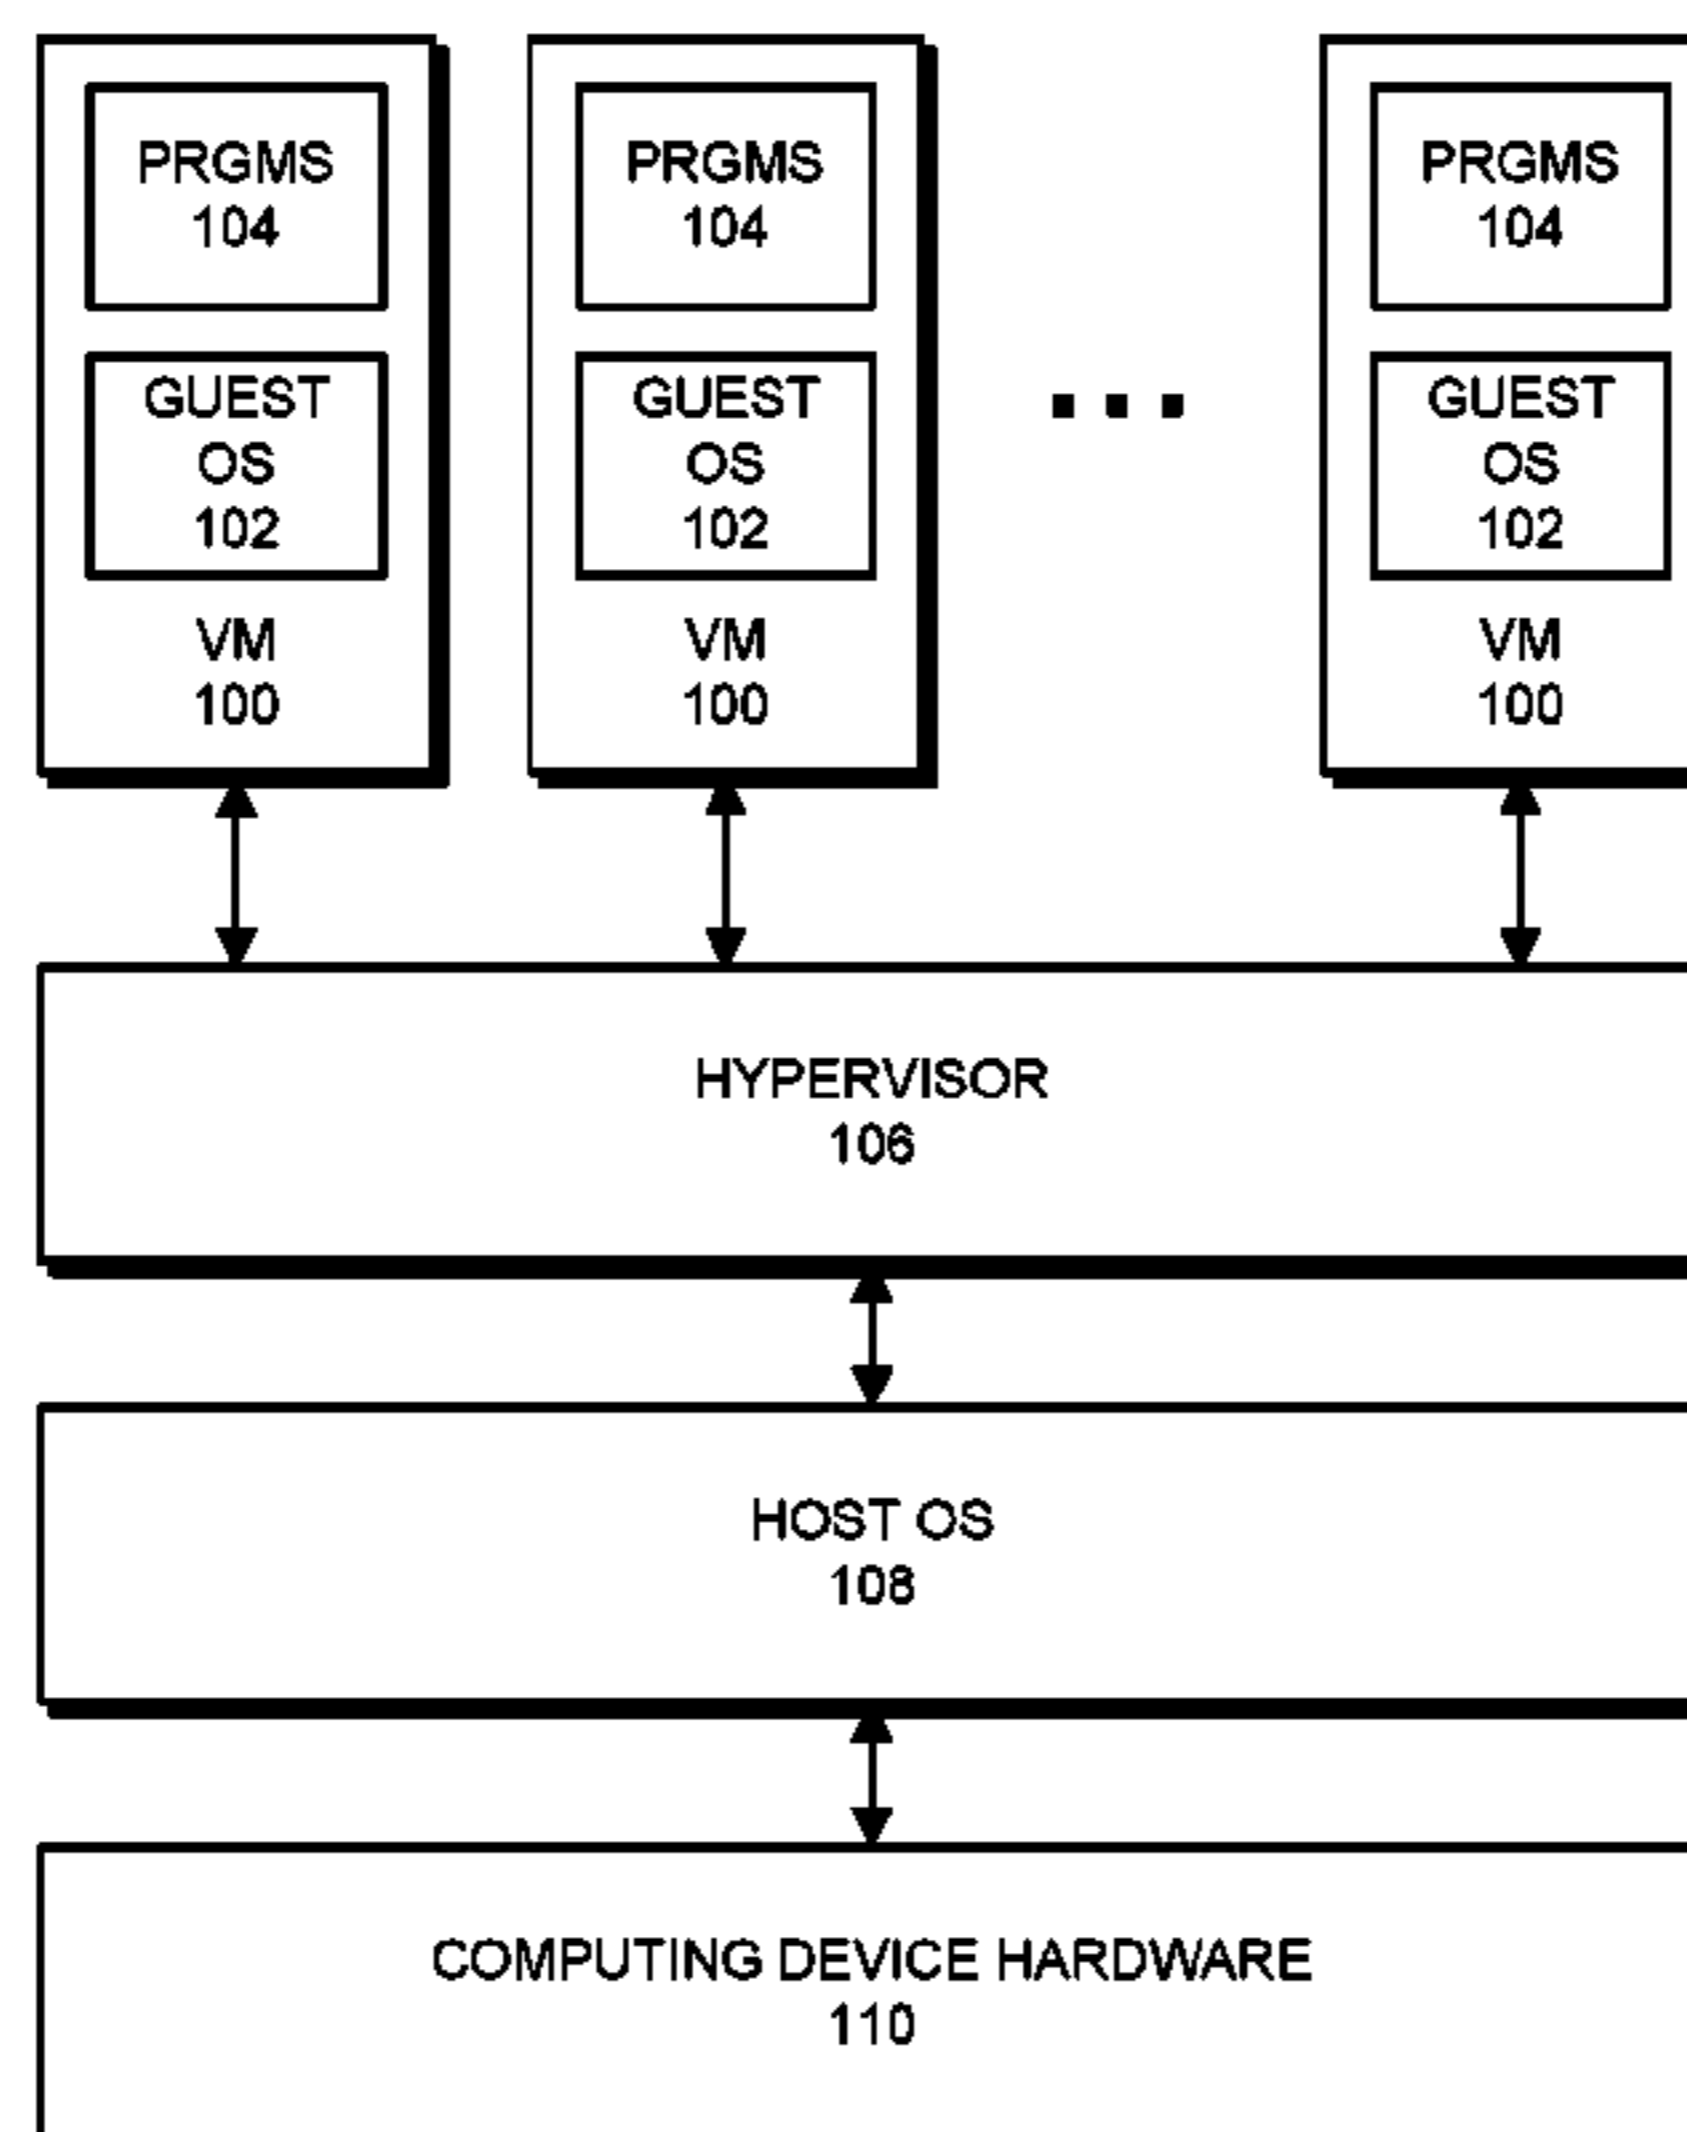 PRGMS
104
GUEST
OS
102
VM
100
PRGMS
104
GUEST
OS
102
VM
100
...
PRGMS
104
GUEST
OS
102
VM
100
HYPERVISOR
106
HOST OS
108
COMPUTING DEVICE HARDWARE
110